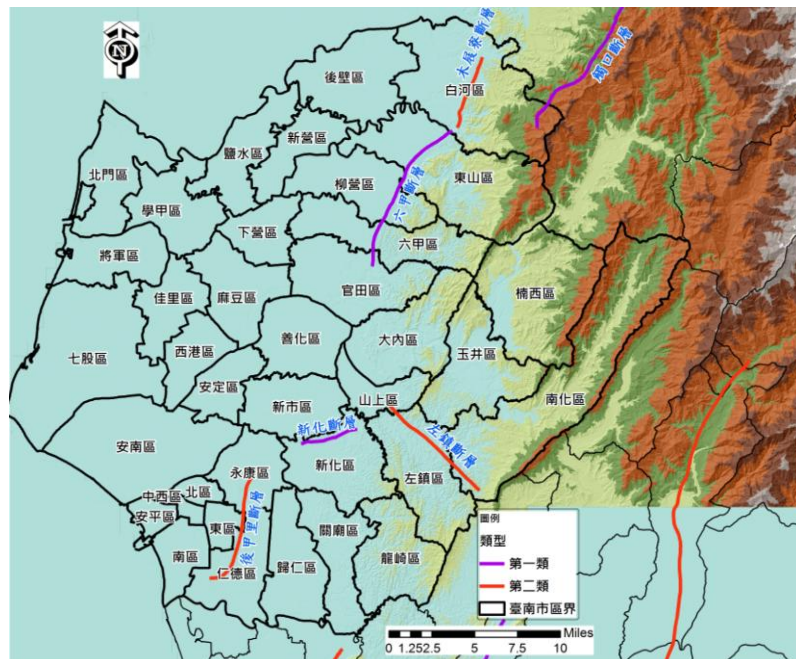 N
木屐寮斷層
觸口斷層
後壁區
白河區
新營區
鹽水區
北門區
柳營區
東山區
學甲區
六甲斷層
下營區
六甲區
將軍區
佳里區
麻豆區
官田區
楠西區
七股區
西港區
善化區
大內區
玉井區
安定區
新市區
山上區
南化區
新化斷層
左鎮斷層
安南區
永康區
新化區
左鎮區
中西區
北區
安平區
東區
後甲里斷層
關廟區
南區
仁德區
歸仁區
龍崎區
圖例
類型
第一類
第二類
臺南市區界
Miles
0 1.252.5 5 7.5 10